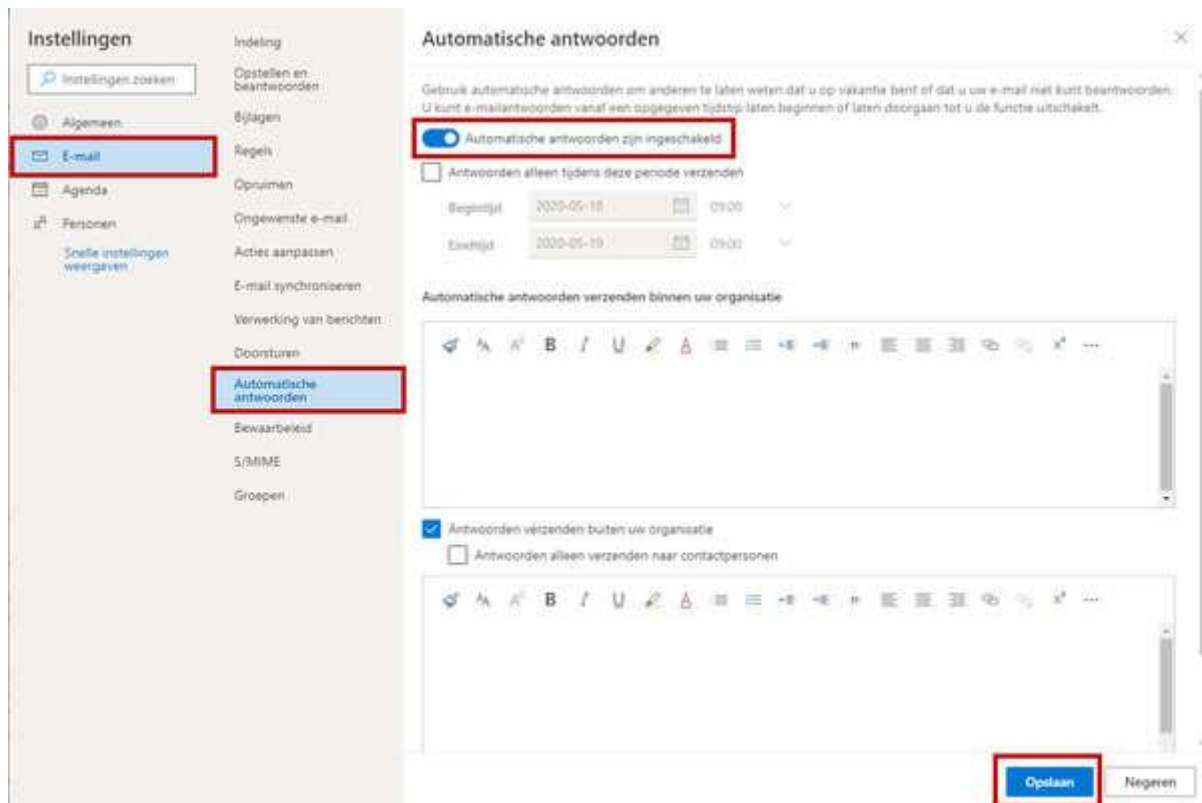 Instellingen
Instellingen zoeken
Algemeen
E-mail
Agenda
Personen
Snelle instellingen
weergeven
Indeling
Opstellen en
beantwoorden
Bijlagen
Regels
Opruimen
Ongewenste e-mail
Acties aanpassen
E-mail synchroniseren
Verwerking van berichten
Doorsturen
Automatische
antwoorden
Bewaarbeleid
S/MIME
Groepen
Automatische antwoorden
Gebruik automatische antwoorden om anderen te laten weten dat u op vakantie bent of dat u uw e-mail niet kunt beantwoorden.
U kunt e-mailantwoorden vanaf een opgegeven tijdstip laten beginnen of laten doorgaan tot u de functie uitschakelt.
Automatische antwoorden zijn ingeschakeld
Antwoorden alleen tijdens deze periode verzenden
Begintijd 2020-05-18 09:00
Eindtijd 2020-05-19 09:00
Automatische antwoorden verzenden binnen uw organisatie
Antwoorden verzenden buiten uw organisatie
Antwoorden alleen verzenden naar contactpersonen
Opslaan Negeren